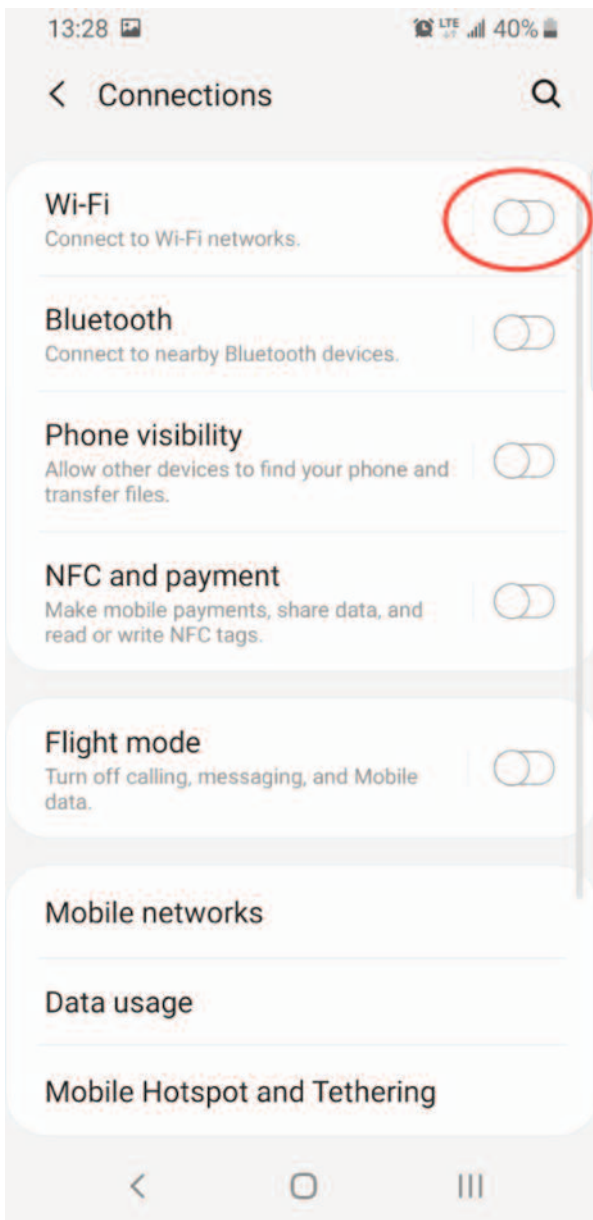 13:28 LTE 40%
Connections
Wi-Fi
Connect to Wi-Fi networks.
Bluetooth
Connect to nearby Bluetooth devices.
Phone visibility
Allow other devices to find your phone and
transfer files.
NFC and payment
Make mobile payments, share data, and
read or write NFC tags.
Flight mode
Turn off calling, messaging, and Mobile
data.
Mobile networks
Data usage
Mobile Hotspot and Tethering